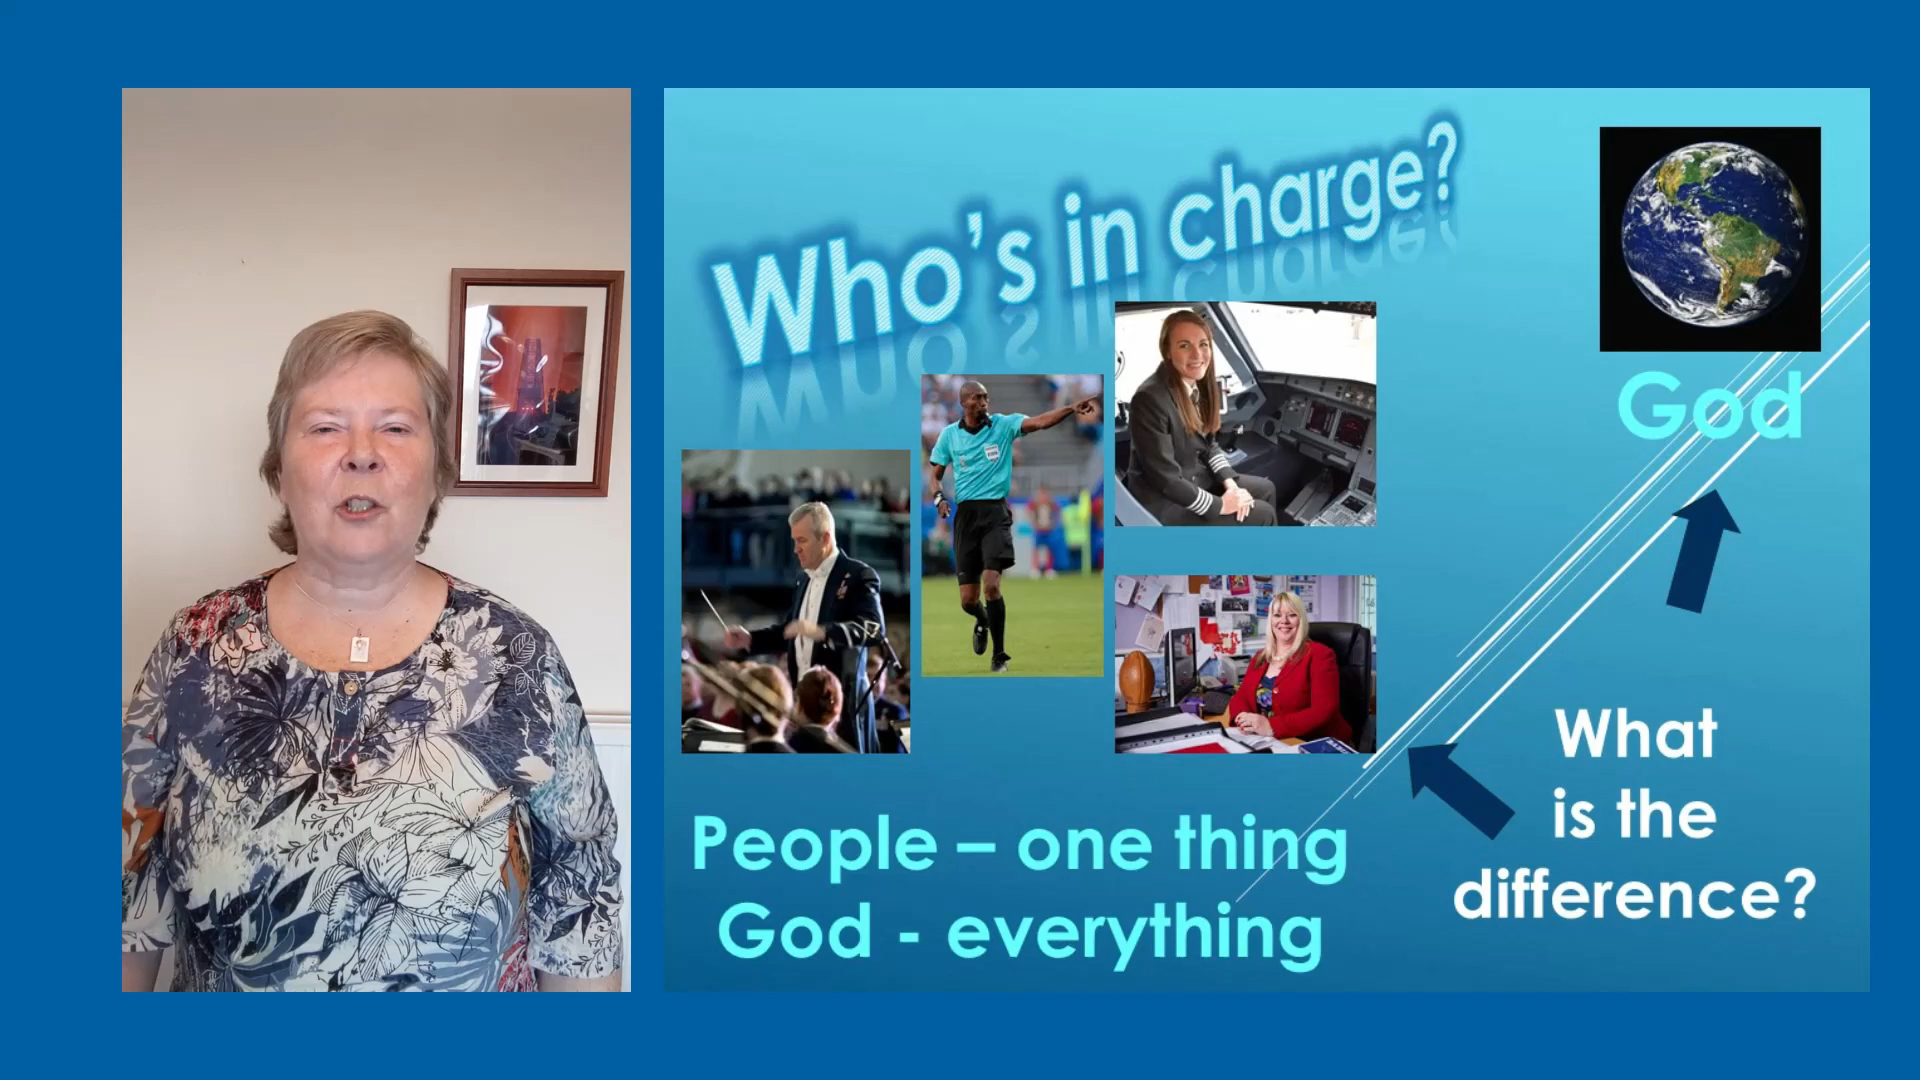 Who's in charge?
God
What
is the
difference?
People – one thing
God - everything